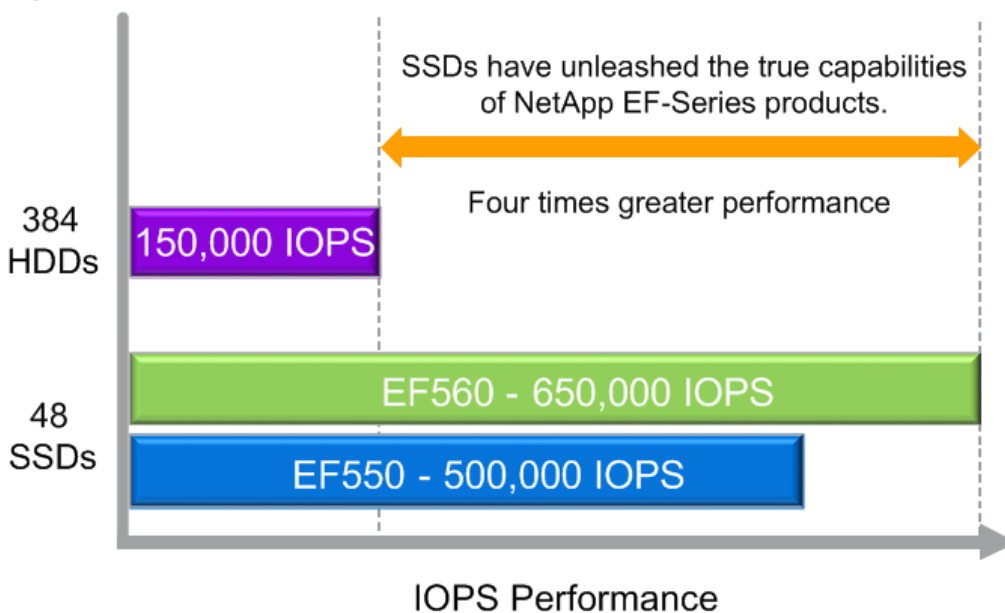 SSDs have unleashed the true capabilities
of NetApp EF-Series products.
Four times greater performance
384
HDDs
150,000 IOPS
48
SSDs
EF560 - 650,000 IOPS
EF550 - 500,000 IOPS
IOPS Performance